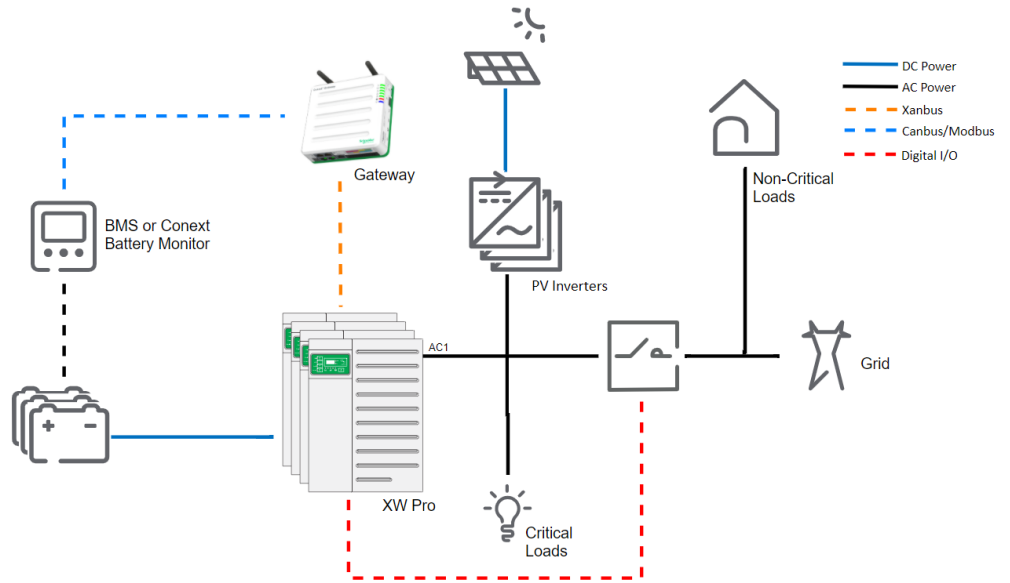 DC Power
AC Power
Xanbus
Canbus/Modbus
Digital I/O
Gateway
Non-Critical
Loads
BMS or Conext
Battery Monitor
PV Inverters
AC1
Grid
XW Pro
Critical
Loads